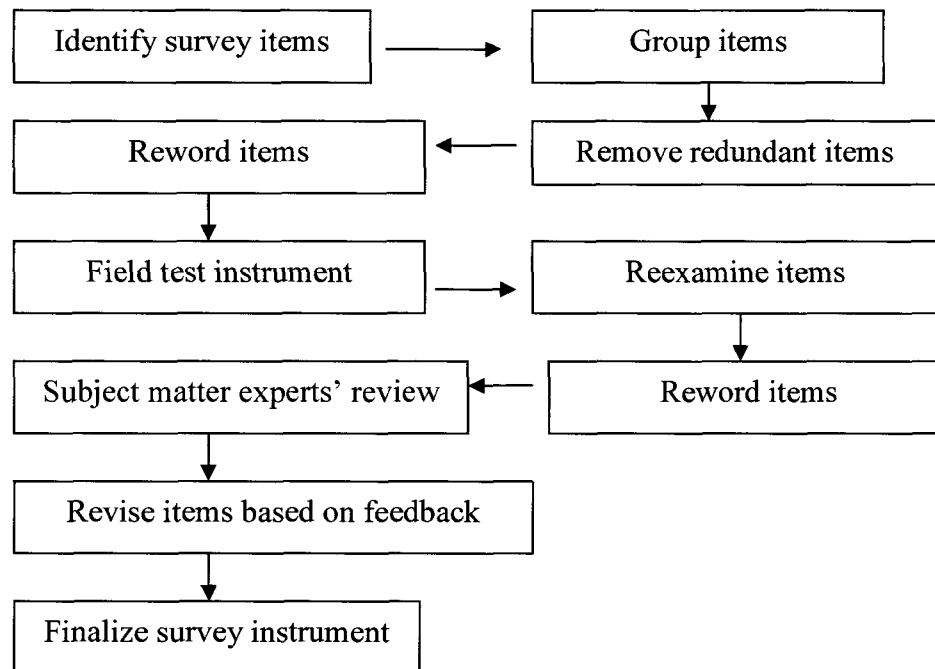 Identify survey items
Group items
Remove redundant items
Reword items
Field test instrument
Reexamine items
Reword items
Subject matter experts’ review
Revise items based on feedback
Finalize survey instrument